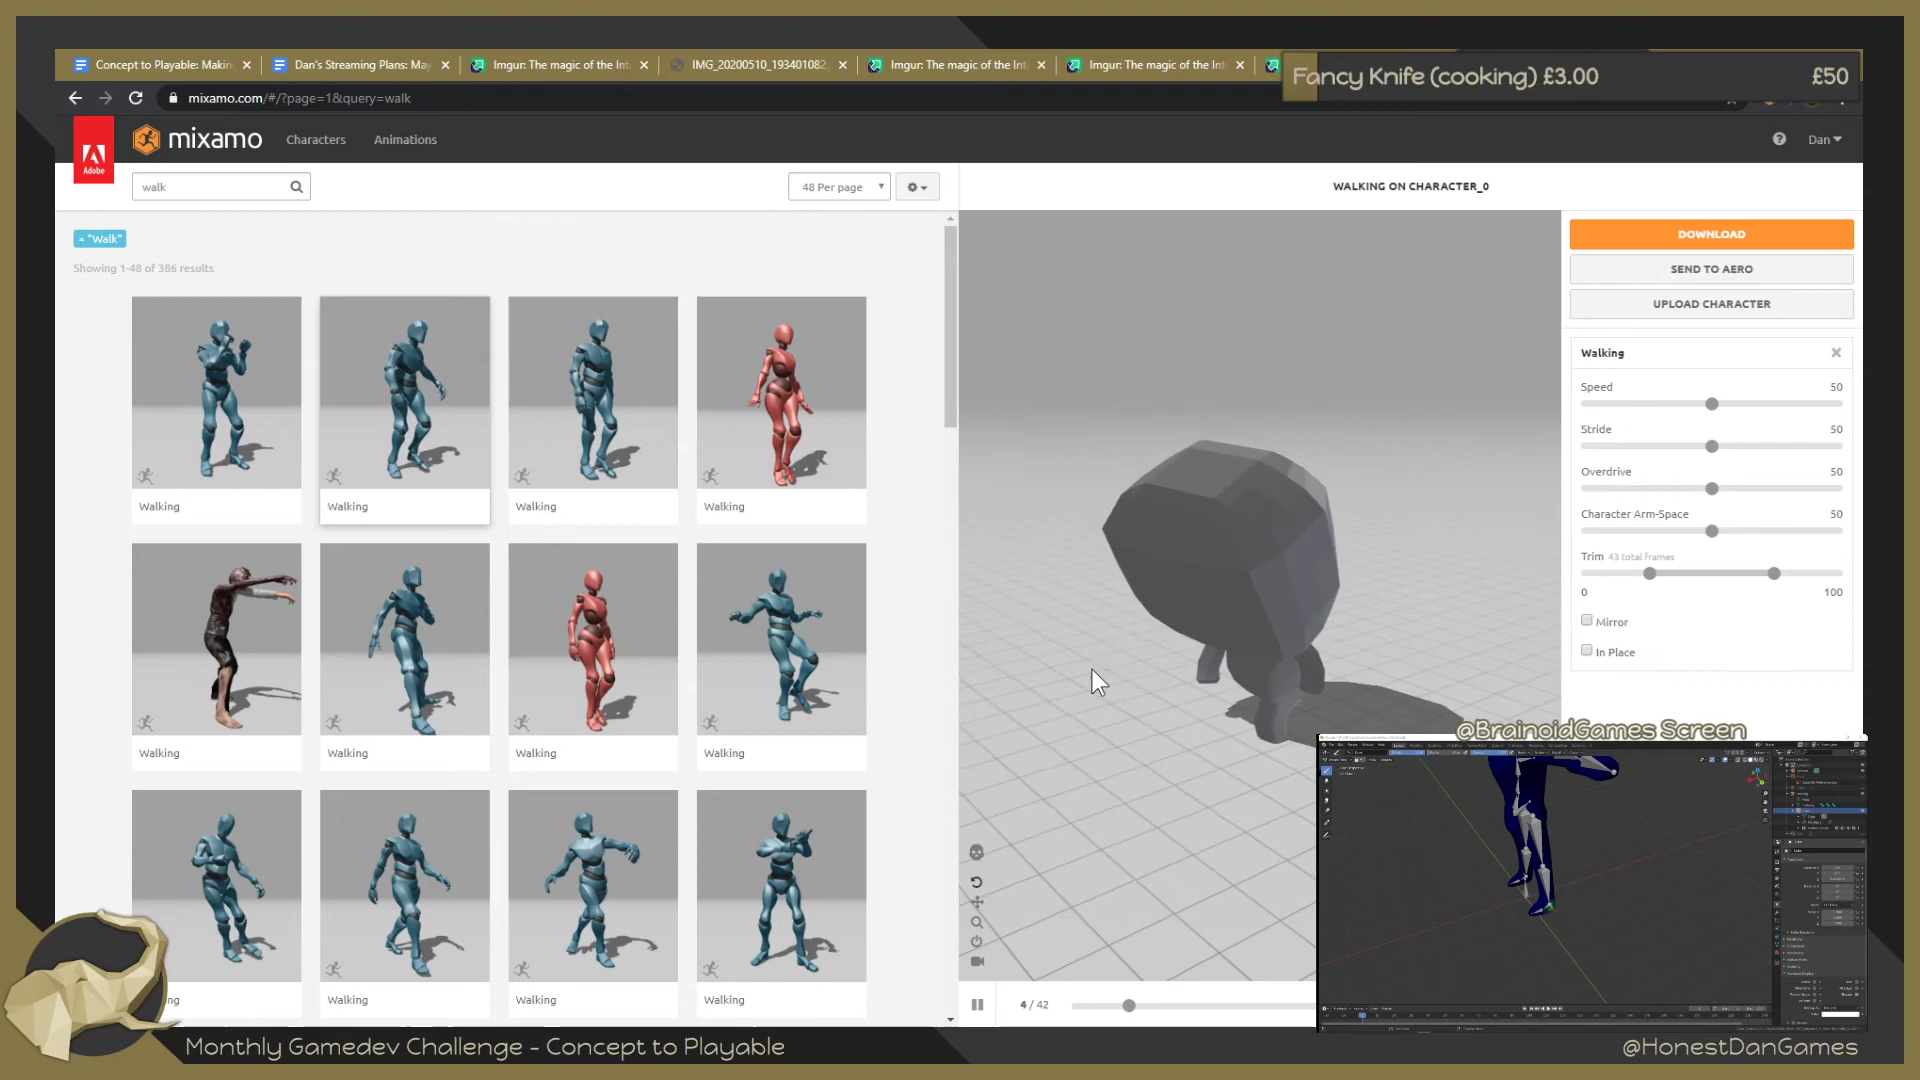 Concept to Playable: Makin
Dan's Streaming Plans: May
Imgur: The magic of the Int
IMG_20200510_193401082
Imgur: The magic of the Int
Imgur: The magic of the Int
Fancy Knife (cooking) £3.00
£50
mixamo.com/#/?page=1&query=walk
Adobe
mixamo
Characters
Animations
Dan
walk
48 Per page
WALKING ON CHARACTER_0
= "Walk"
Showing 1-48 of 386 results
DOWNLOAD
SEND TO AERO
UPLOAD CHARACTER
Walking
Speed
50
Stride
50
Overdrive
50
Character Arm-Space
50
Trim 43 total frames
0
100
Mirror
In Place
Walking
Walking
Walking
Walking
Walking
Walking
Walking
Walking
Walking
Walking
Walking
4 / 42
@BrainoidGames Screen
Monthly Gamedev Challenge - Concept to Playable
@HonestDanGames